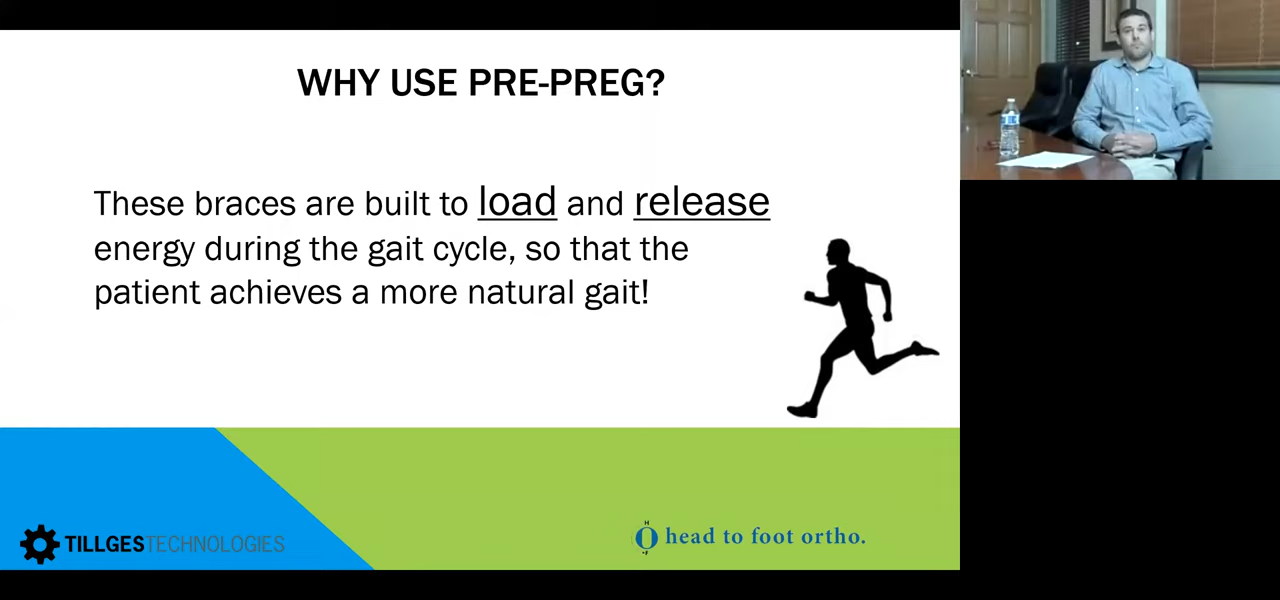 WHY USE PRE-PREG?
These braces are built to load and release
energy during the gait cycle, so that the
patient achieves a more natural gait!
TILLGESTECHNOLOGIES
H
O
F
head to foot ortho.